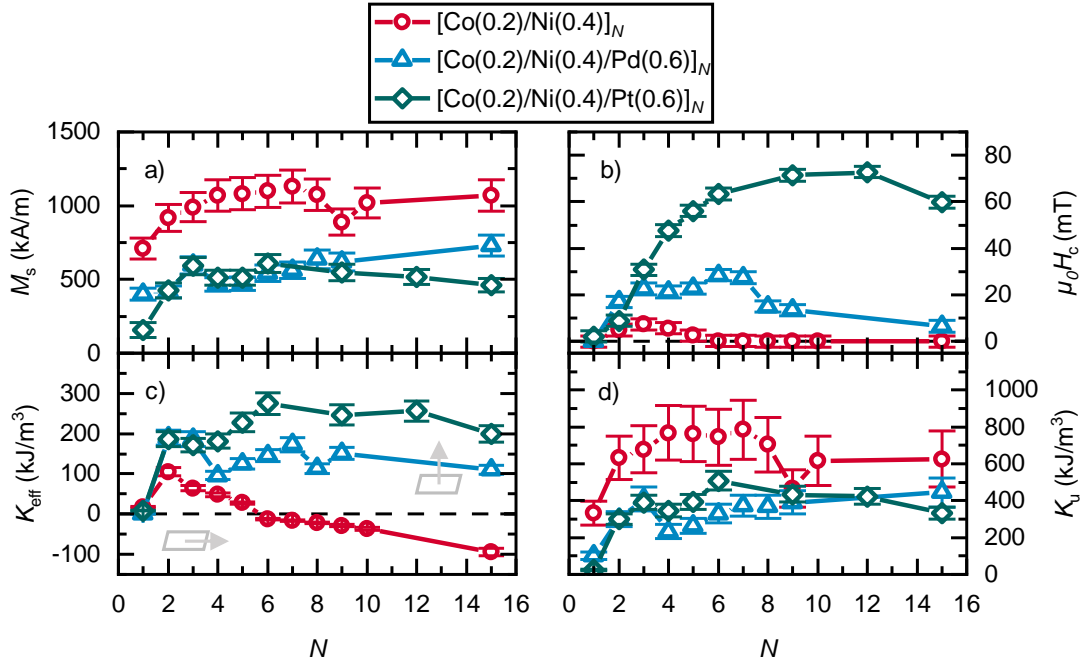 [Co(0.2)/Ni(0.4)]N
[Co(0.2)/Ni(0.4)/Pd(0.6)]N
[Co(0.2)/Ni(0.4)/Pt(0.6)]N
a)
1500
1000
500
0
Ms (kA/m)
b)
80
60
40
20
0
μ0Hc (mT)
c)
300
200
100
0
-100
Keff (kJ/m³)
d)
1000
800
600
400
200
0
Ku (kJ/m³)
0 2 4 6 8 10 12 14 16
N
0 2 4 6 8 10 12 14 16
N